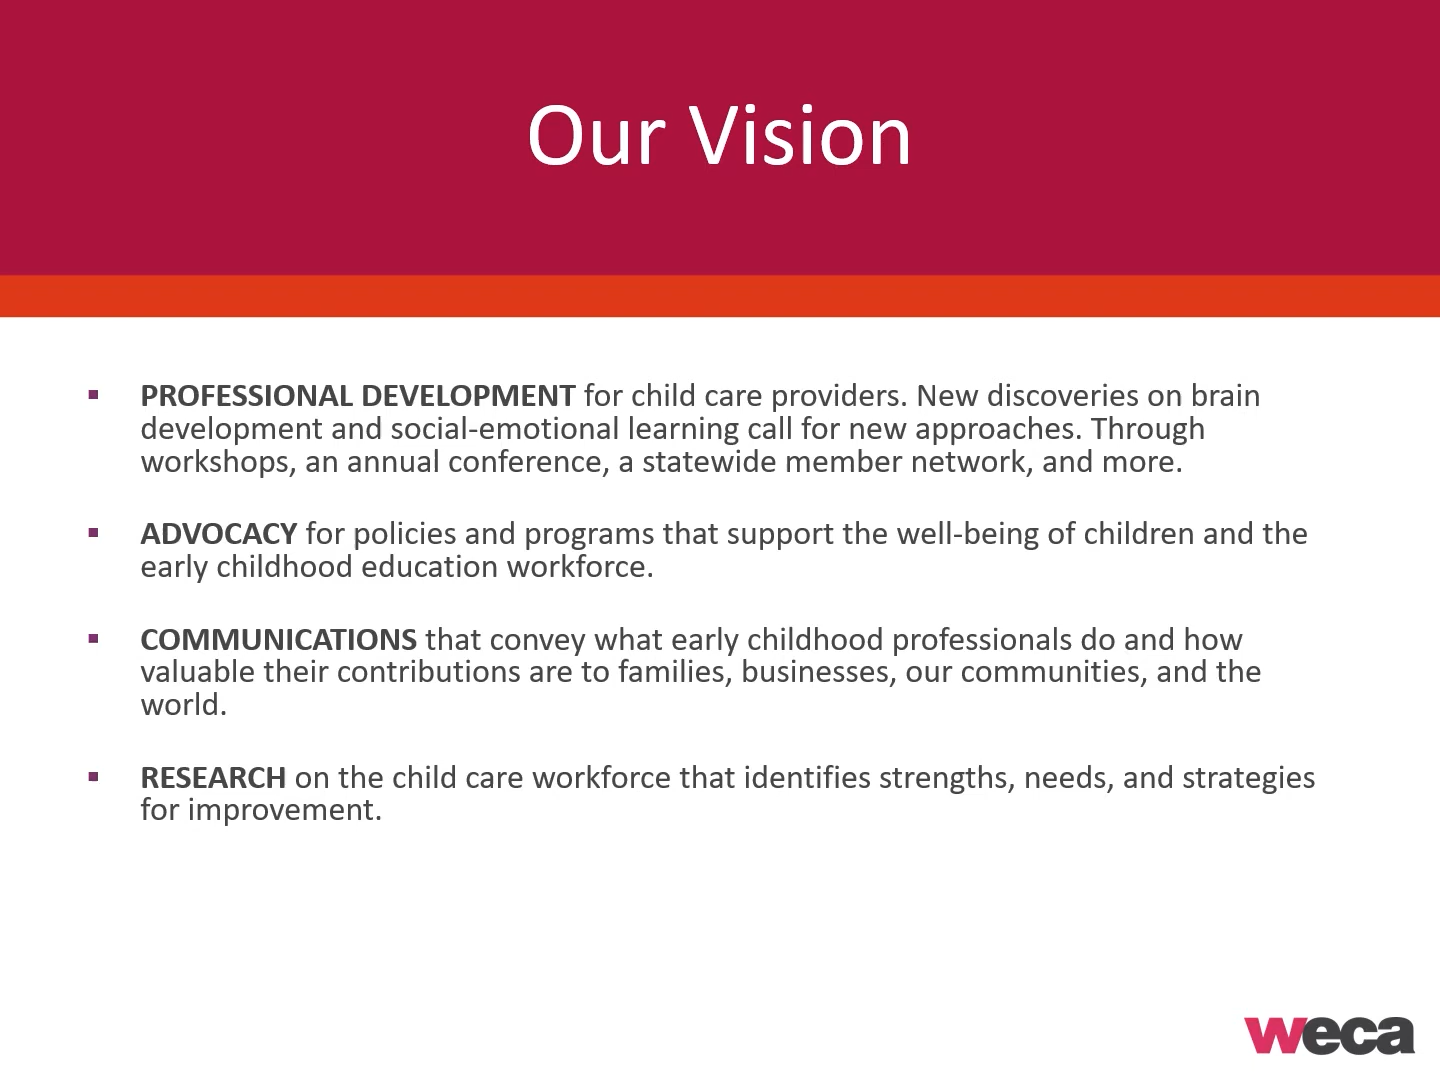 Our Vision
▪ PROFESSIONAL DEVELOPMENT for child care providers. New discoveries on brain
development and social-emotional learning call for new approaches. Through
workshops, an annual conference, a statewide member network, and more.
▪ ADVOCACY for policies and programs that support the well-being of children and the
early childhood education workforce.
▪ COMMUNICATIONS that convey what early childhood professionals do and how
valuable their contributions are to families, businesses, our communities, and the
world.
▪ RESEARCH on the child care workforce that identifies strengths, needs, and strategies
for improvement.
weca